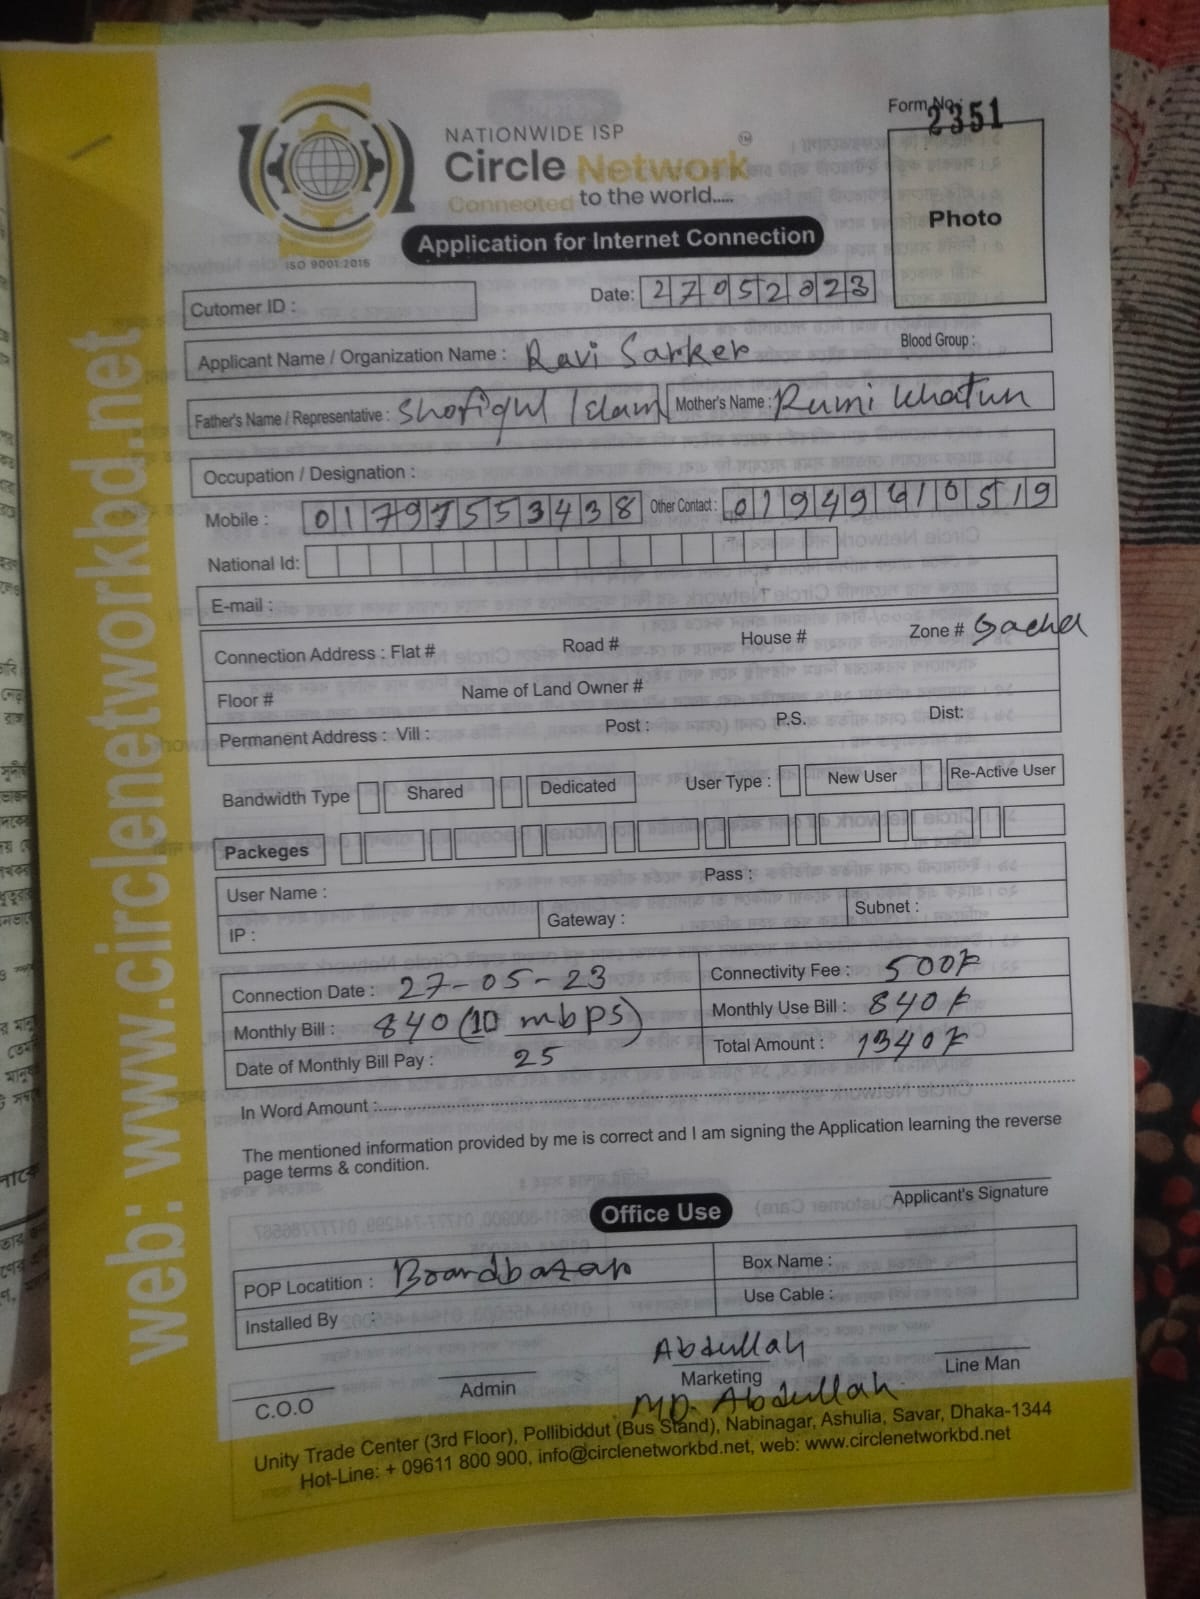 Form No: 2351
NATIONWIDE ISP
Circle Network
Connected to the world.....
ISO 9001:2015
Application for Internet Connection
Photo
Cutomer ID :
Date: 27052023
Applicant Name / Organization Name : Ravi Sarker Blood Group :
Father's Name / Representative : Shofiqul Islam Mother's Name : Rumi Khatun
Occupation / Designation :
Mobile : 01797553438 Other Contact : 01949610519
National Id:
E-mail :
Connection Address : Flat # Road # House # Zone #
Floor # Name of Land Owner #
Permanent Address : Vill : Post : P.S. Dist:
Bandwidth Type Shared Dedicated User Type : New User Re-Active User
Packeges
User Name : Pass :
IP : Gateway : Subnet :
Connection Date : 27-05-23 Connectivity Fee : 500/-
Monthly Bill : 840 (10 mbps) Monthly Use Bill : 840/-
Date of Monthly Bill Pay : 25 Total Amount : 1340/-
In Word Amount :
The mentioned information provided by me is correct and I am signing the Application learning the reverse
page terms & condition.
Applicant's Signature
Office Use
POP Locatition : Boardbazar Box Name :
Installed By : Use Cable :
Abdullah
C.O.O Admin Marketing Line Man
MD. Abdullah
Unity Trade Center (3rd Floor), Pollibiddut (Bus Stand), Nabinagar, Ashulia, Savar, Dhaka-1344
Hot-Line: + 09611 800 900, info@circlenetworkbd.net, web: www.circlenetworkbd.net
web: www.circlenetworkbd.net